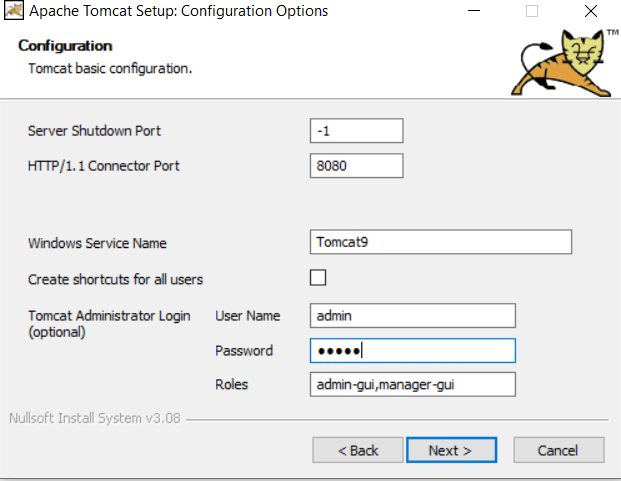 Apache Tomcat Setup: Configuration Options
Configuration
Tomcat basic configuration.
TM
Server Shutdown Port -1
HTTP/1.1 Connector Port 8080
Windows Service Name Tomcat9
Create shortcuts for all users
Tomcat Administrator Login (optional)
User Name admin
Password •••••
Roles admin-gui,manager-gui
Nullsoft Install System v3.08
< Back Next > Cancel